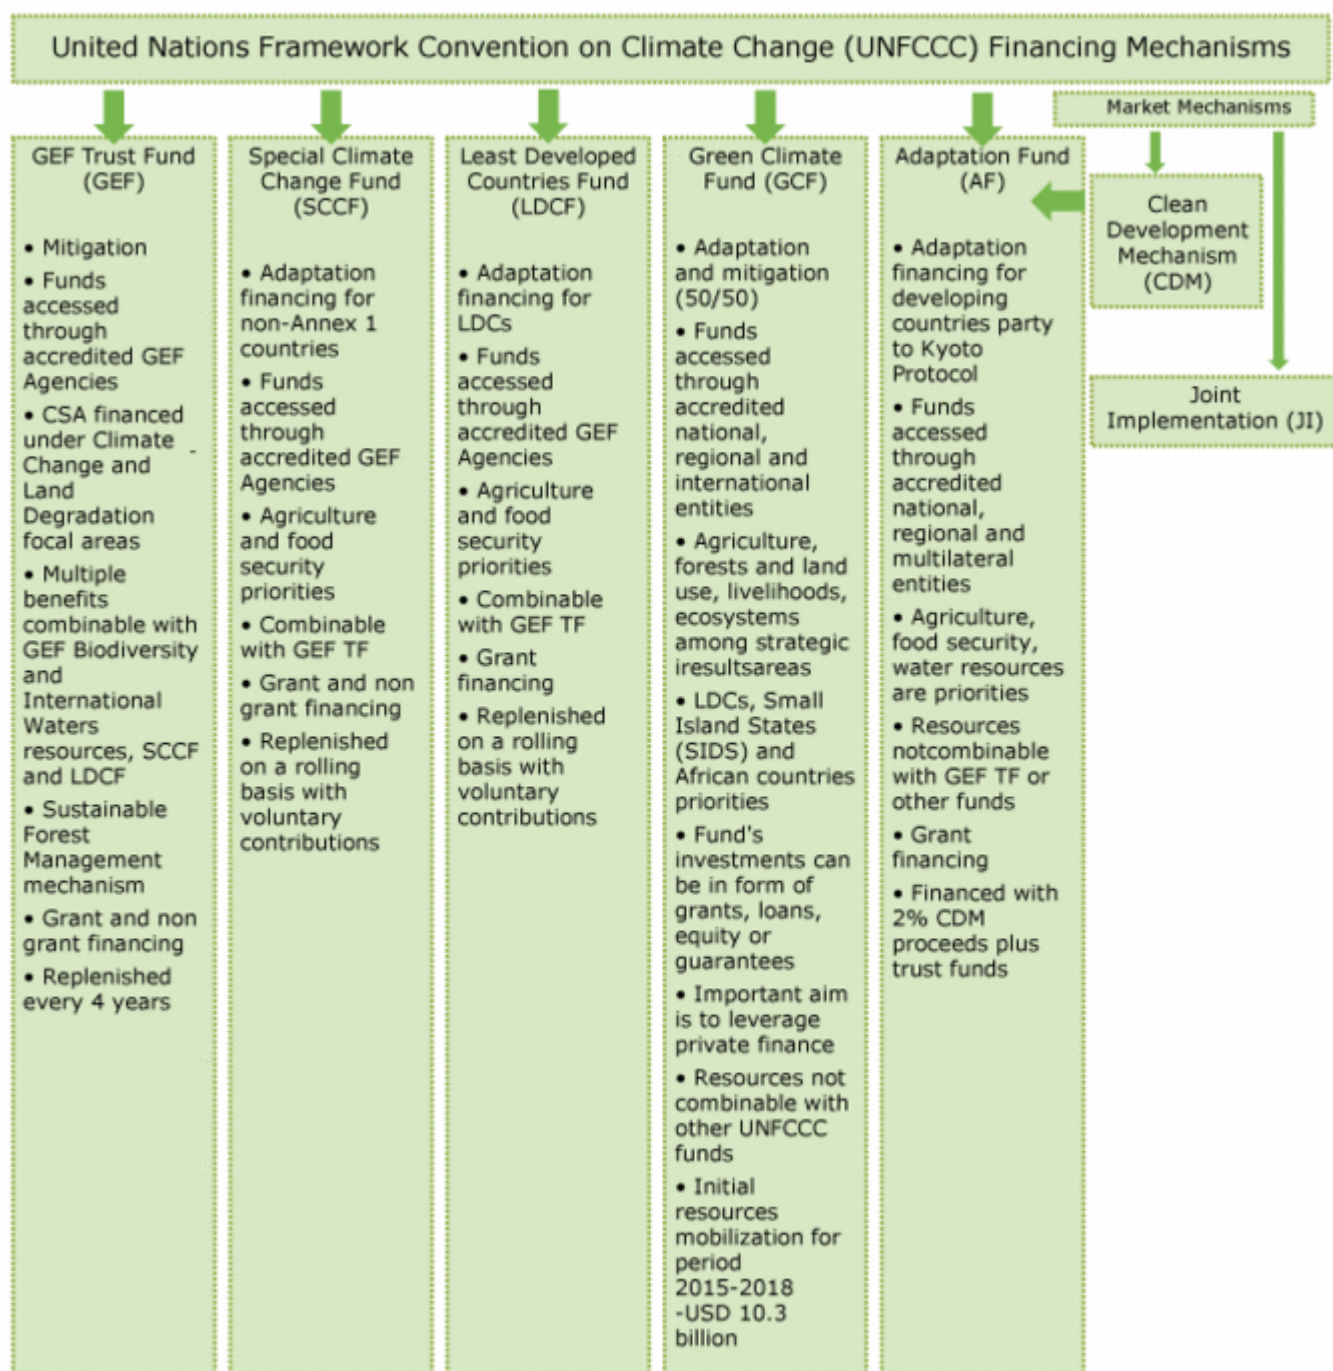 United Nations Framework Convention on Climate Change (UNFCCC) Financing Mechanisms
GEF Trust Fund
(GEF)
• Mitigation
• Funds
accessed
through
accredited GEF
Agencies
• CSA financed
under Climate
Change and
Land
Degradation
focal areas
• Multiple
benefits
combinable with
GEF Biodiversity
and
International
Waters
resources, SCCF
and LDCF
• Sustainable
Forest
Management
mechanism
• Grant and non
grant financing
• Replenished
every 4 years
Special Climate
Change Fund
(SCCF)
• Adaptation
financing for
non-Annex 1
countries
• Funds
accessed
through
accredited GEF
Agencies
• Agriculture
and food
security
priorities
• Combinable
with GEF TF
• Grant and non
grant financing
• Replenished
on a rolling
basis with
voluntary
contributions
Least Developed
Countries Fund
(LDCF)
• Adaptation
financing for
LDCs
• Funds
accessed
through
accredited GEF
Agencies
• Agriculture
and food
security
priorities
• Combinable
with GEF TF
• Grant
financing
• Replenished
on a rolling
basis with
voluntary
contributions
Green Climate
Fund (GCF)
• Adaptation
and mitigation
(50/50)
• Funds
accessed
through
accredited
national,
regional and
international
entities
• Agriculture,
forests and land
use, livelihoods,
ecosystems
among strategic
iresultsareas
• LDCs, Small
Island States
(SIDS) and
African countries
priorities
• Fund's
investments can
be in form of
grants, loans,
equity or
guarantees
• Important aim
is to leverage
private finance
• Resources not
combinable with
other UNFCCC
funds
• Initial
resources
mobilization for
period
2015-2018
-USD 10.3
billion
Adaptation Fund
(AF)
• Adaptation
financing for
developing
countries party
to Kyoto
Protocol
• Funds
accessed
through
accredited
national,
regional and
multilateral
entities
• Agriculture,
food security,
water resources
are priorities
• Resources
notcombinable
with GEF TF or
other funds
• Grant
financing
• Financed with
2% CDM
proceeds plus
trust funds
Market Mechanisms
Clean
Development
Mechanism
(CDM)
Joint
Implementation (JI)